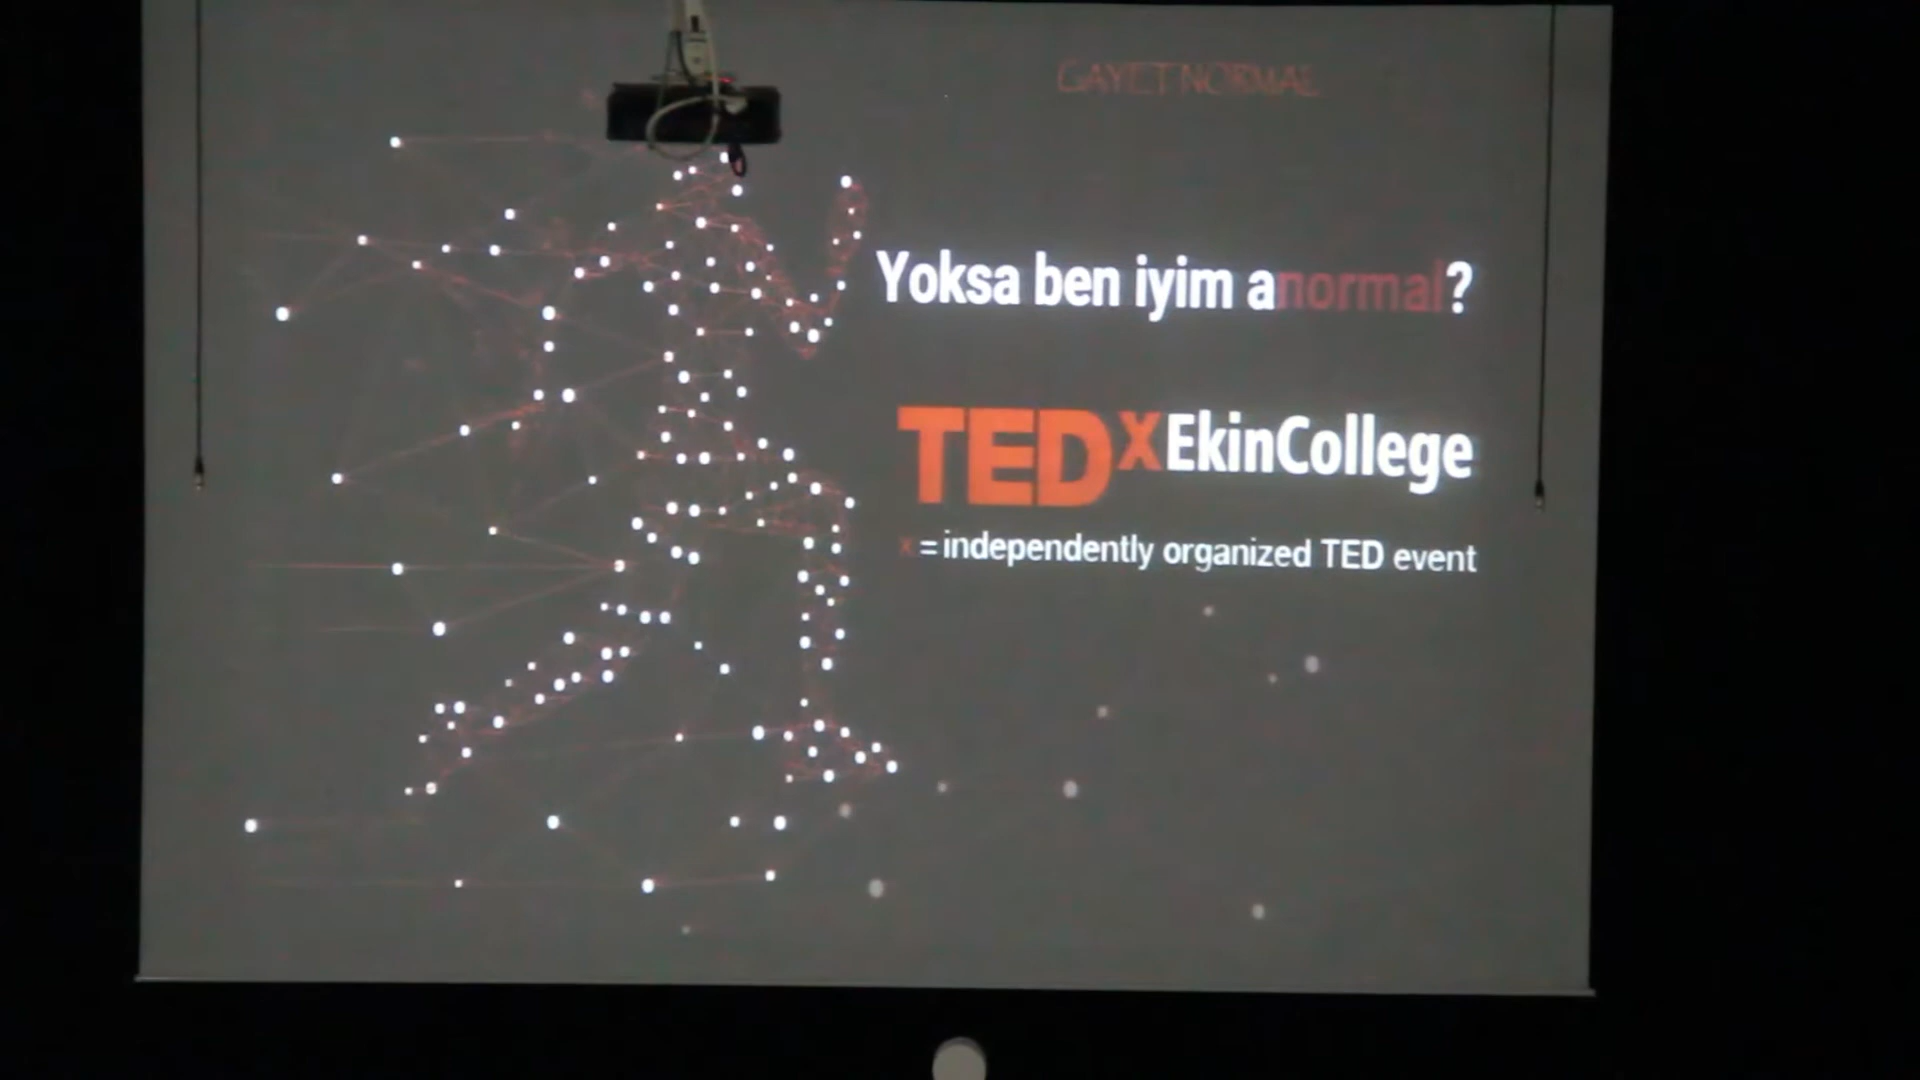 GAYET NORMAL
Yoksa ben iyim anormal?
TEDxEkinCollege
x = independently organized TED event